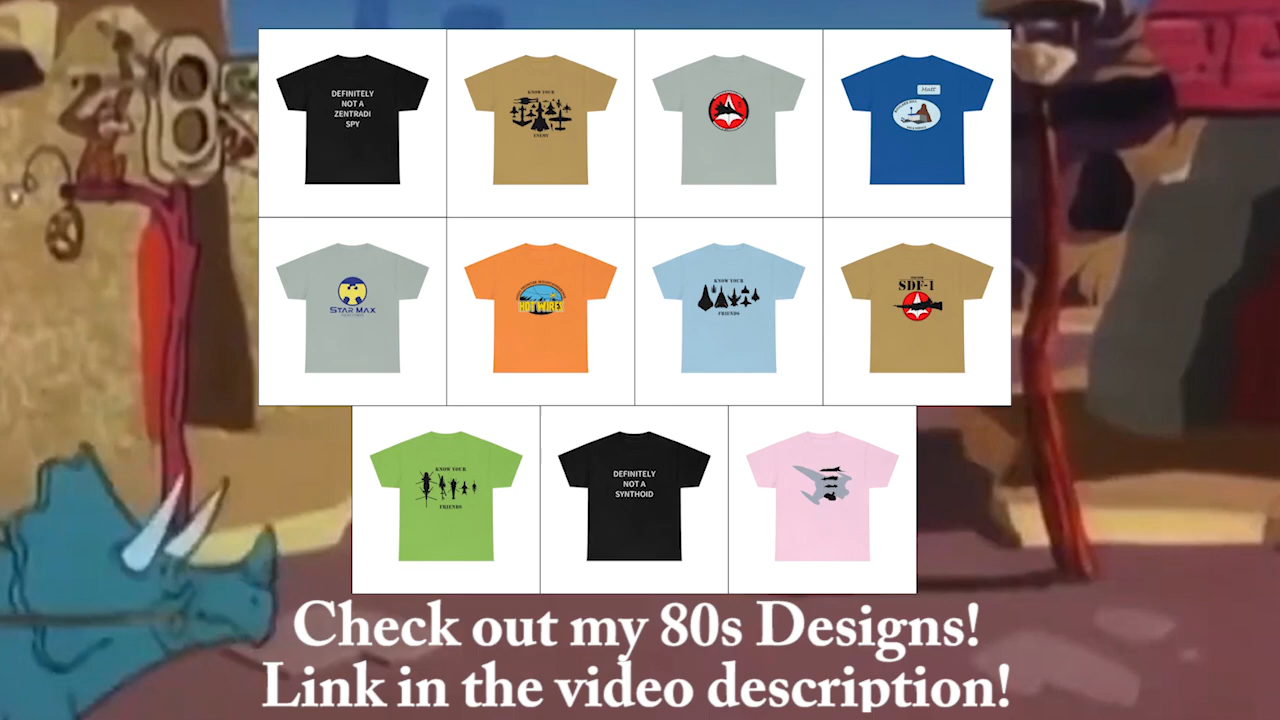 DEFINITELY
NOT A
ZENTRADI
SPY
KNOW YOUR
ENEMY
Matt
STAR MAX
HOT WIRES
KNOW YOUR
FRIENDS
SDF-1
KNOW YOUR
FRIENDS
DEFINITELY
NOT A
SYNTHOID
Check out my 80s Designs!
Link in the video description!